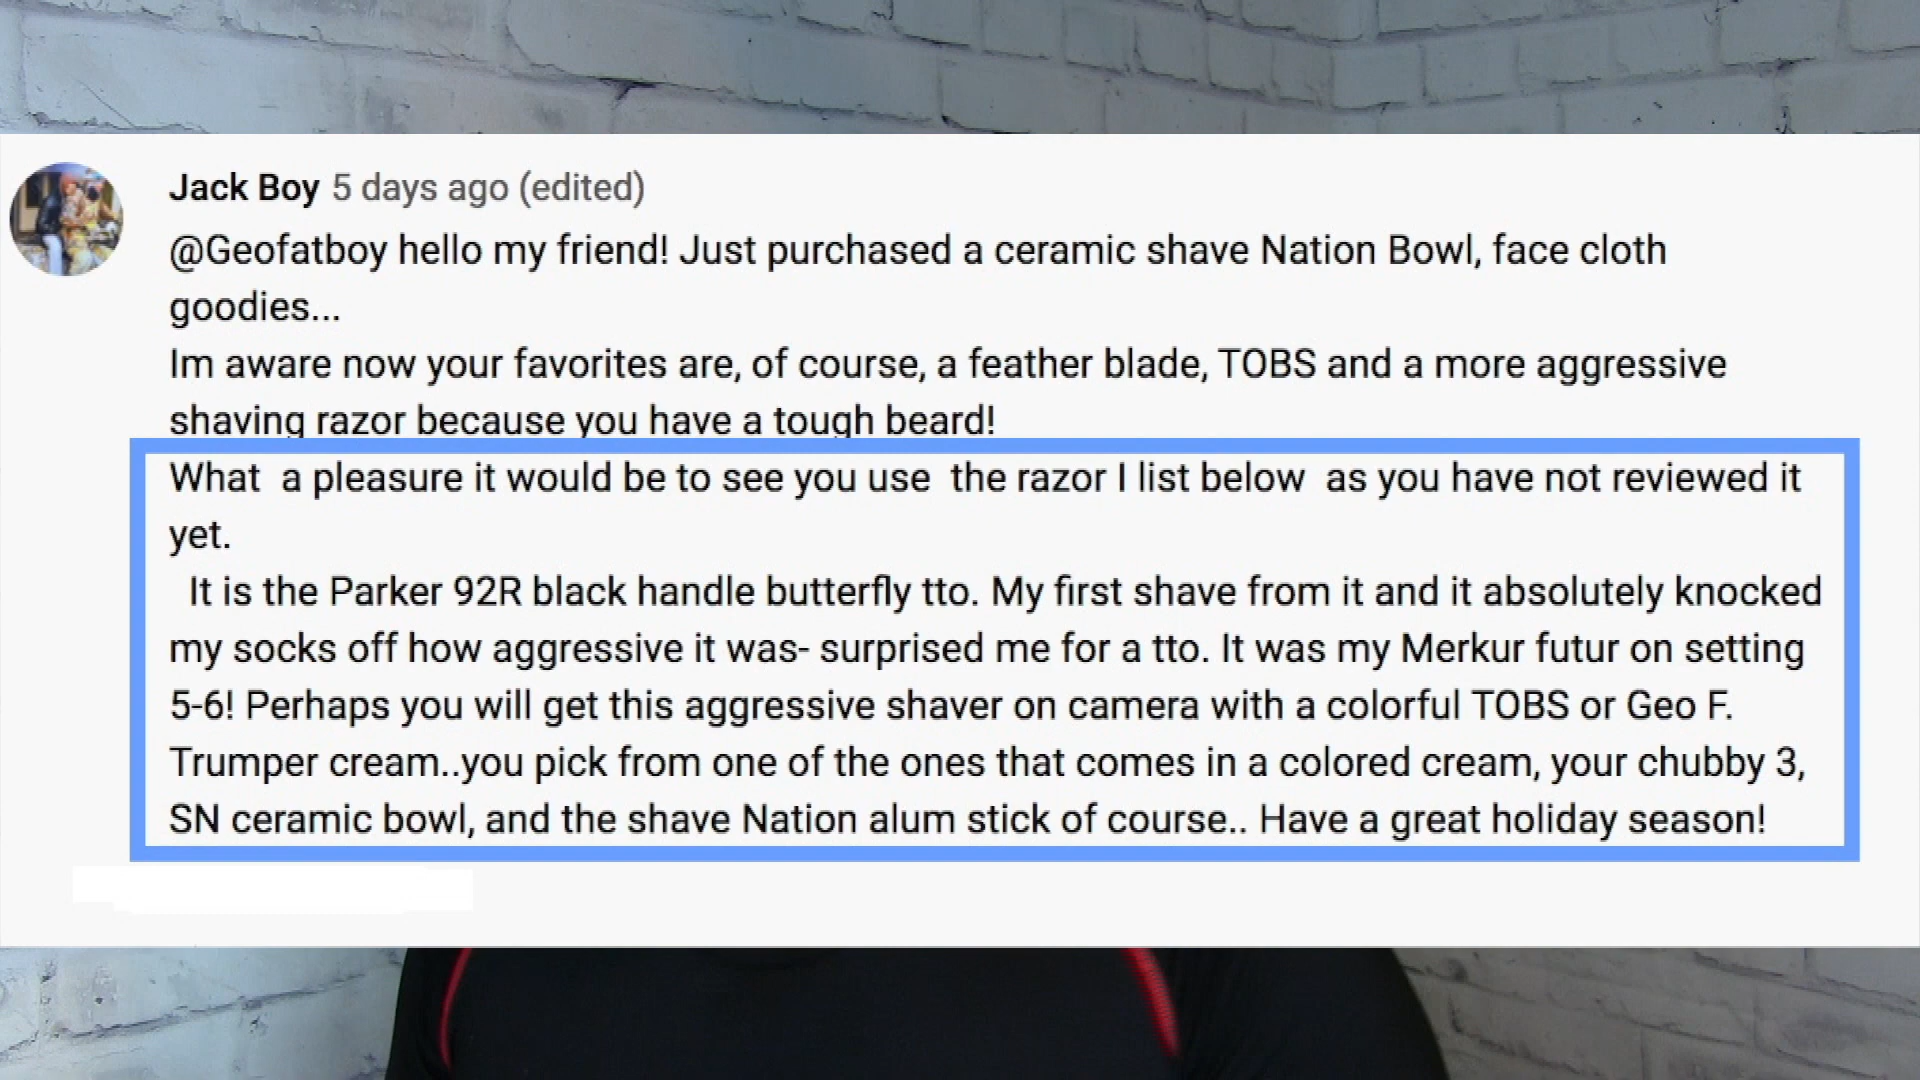 Jack Boy 5 days ago (edited)
@Geofatboy hello my friend! Just purchased a ceramic shave Nation Bowl, face cloth
goodies...
Im aware now your favorites are, of course, a feather blade, TOBS and a more aggressive
shaving razor because you have a tough beard!
What  a pleasure it would be to see you use  the razor I list below  as you have not reviewed it
yet.
It is the Parker 92R black handle butterfly tto. My first shave from it and it absolutely knocked
my socks off how aggressive it was- surprised me for a tto. It was my Merkur futur on setting
5-6! Perhaps you will get this aggressive shaver on camera with a colorful TOBS or Geo F.
Trumper cream..you pick from one of the ones that comes in a colored cream, your chubby 3,
SN ceramic bowl, and the shave Nation alum stick of course.. Have a great holiday season!